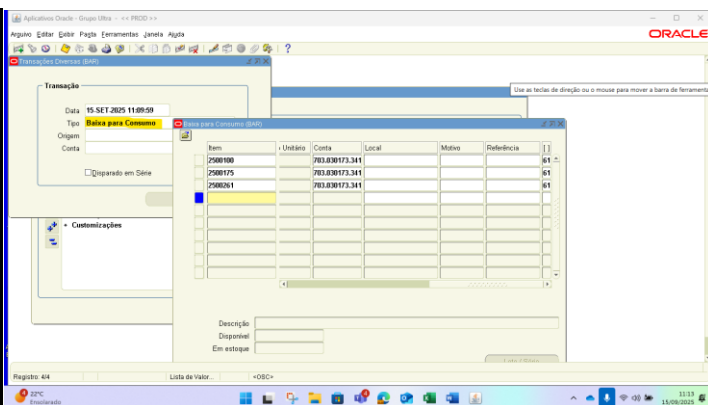 Aplicativos Oracle - Grupo Ultra - << PROD >>
Arquivo Editar Exibir Pasta Ferramentas Janela Ajuda
ORACLE
Transações Diversas (BAR)
Use as teclas de direção ou o mouse para mover a barra de ferramenta
Transação
Data 15-SET-2025 11:09:59
Tipo Baixa para Consumo
Origem
Conta
Disparado em Série
Baixa para Consumo (BAR)
Item Unitário Conta Local Motivo Referência [ ]
2500100 703.030173.341 61
2500175 703.030173.341 61
2500261 703.030173.341 61
Customizações
Descrição
Disponível
Em estoque
Lote / Série
Registro: 4/4 Lista de Valor... <OSC>
22°C
Ensolarado
11:13
15/09/2025